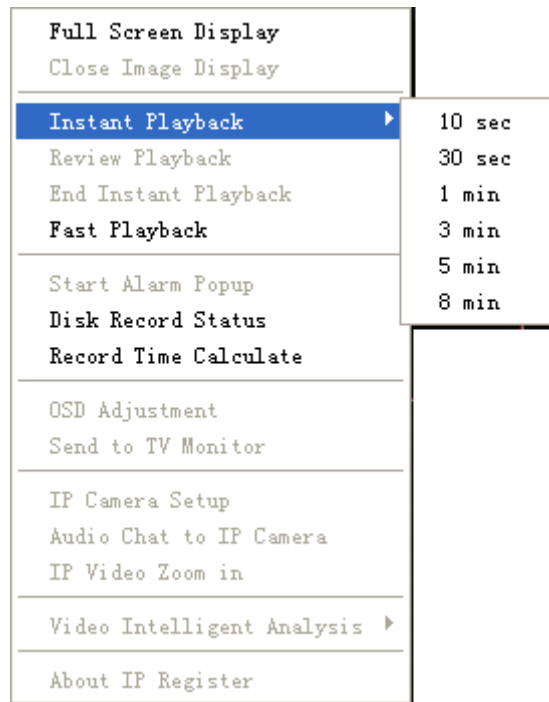 Full Screen Display
Close Image Display
Instant Playback
10 sec
30 sec
1 min
3 min
5 min
8 min
Review Playback
End Instant Playback
Fast Playback
Start Alarm Popup
Disk Record Status
Record Time Calculate
OSD Adjustment
Send to TV Monitor
IP Camera Setup
Audio Chat to IP Camera
IP Video Zoom in
Video Intelligent Analysis
About IP Register